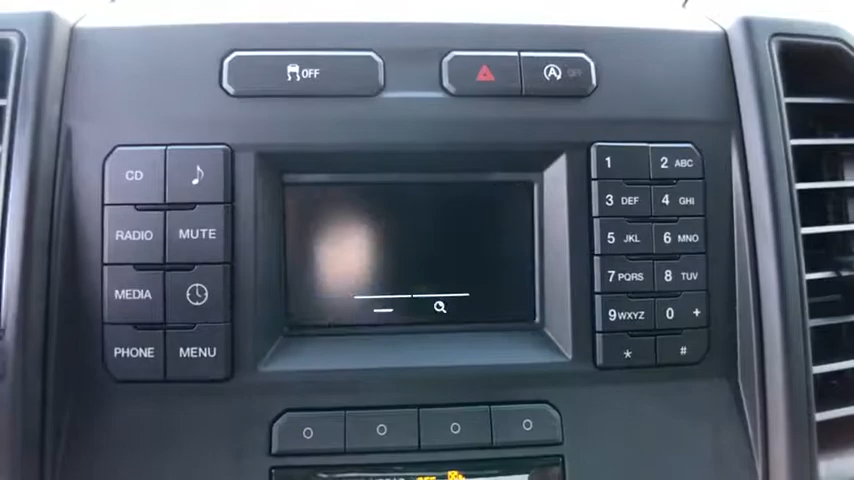 OFF
A OFF
CD
RADIO MUTE
MEDIA
PHONE MENU
1 2 ABC
3 DEF 4 GHI
5 JKL 6 MNO
7 PQRS 8 TUV
9 WXYZ 0 +
* #
OFF